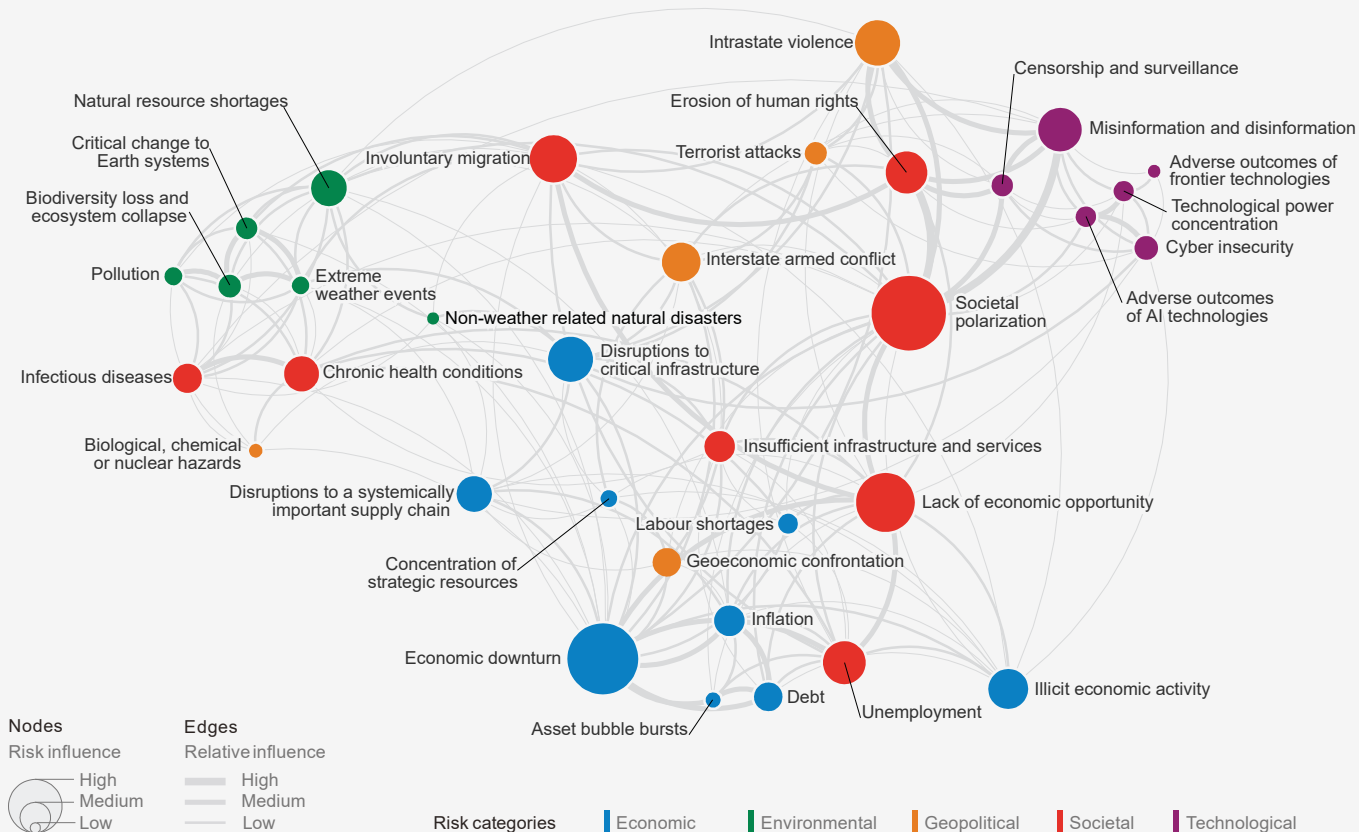 Intrastate violence
Censorship and surveillance
Natural resource shortages
Erosion of human rights
Misinformation and disinformation
Critical change to
Earth systems
Involuntary migration
Terrorist attacks
Adverse outcomes of
frontier technologies
Biodiversity loss and
ecosystem collapse
Technological power
concentration
Cyber insecurity
Pollution
Extreme
weather events
Interstate armed conflict
Societal
polarization
Adverse outcomes
of AI technologies
Non-weather related natural disasters
Disruptions to
critical infrastructure
Infectious diseases
Chronic health conditions
Biological, chemical
or nuclear hazards
Insufficient infrastructure and services
Disruptions to a systemically
important supply chain
Lack of economic opportunity
Labour shortages
Concentration of
strategic resources
Geoeconomic confrontation
Inflation
Economic downturn
Debt
Illicit economic activity
Unemployment
Asset bubble bursts
Nodes
Risk influence
High
Medium
Low
Edges
Relative influence
High
Medium
Low
Risk categories
Economic
Environmental
Geopolitical
Societal
Technological